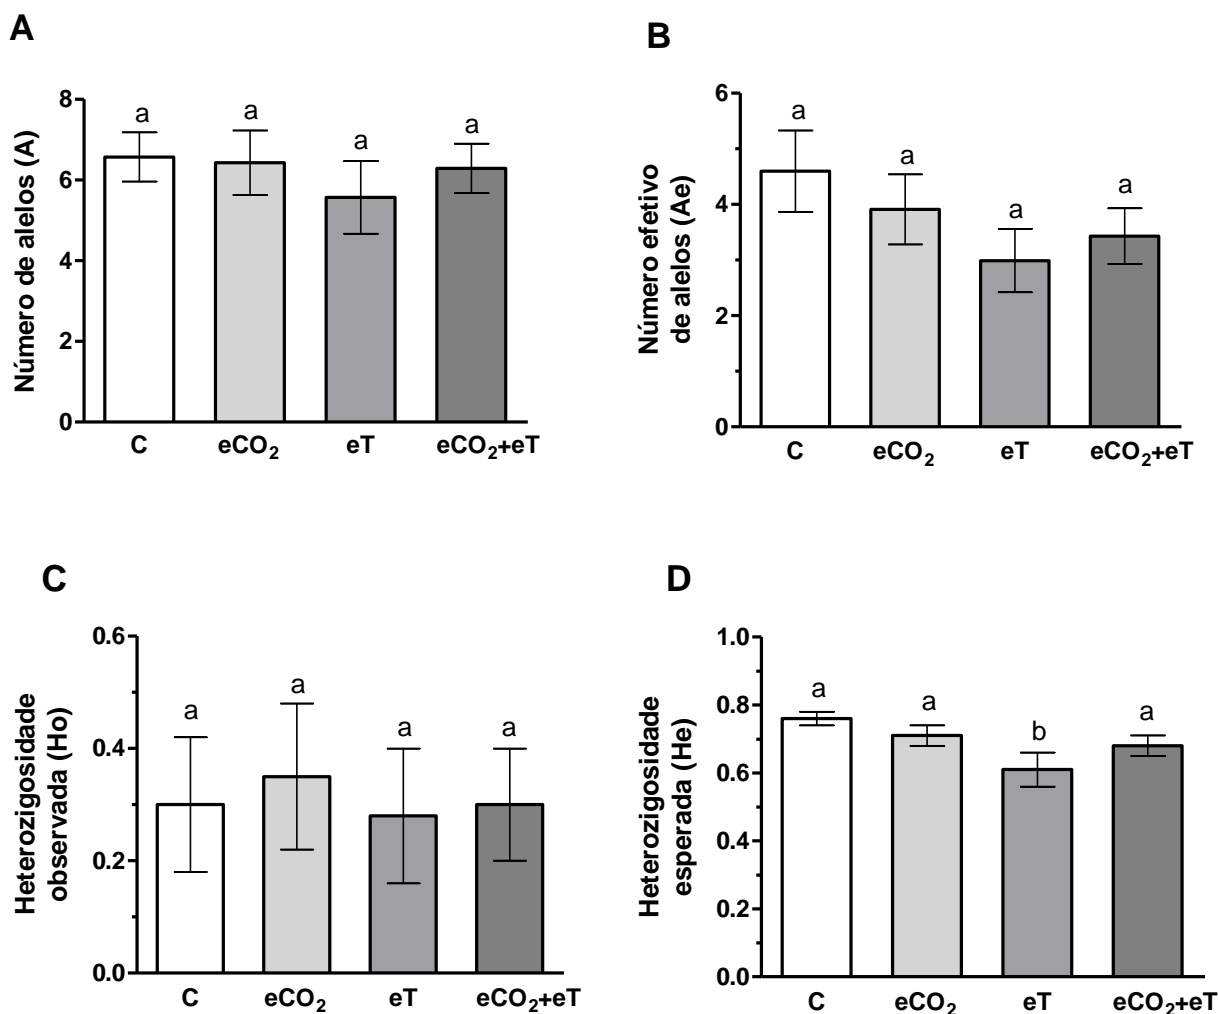 A
Número de alelos (A)
8
6
4
2
0
a
a
a
a
C
eCO₂
eT
eCO₂+eT
B
Número efetivo
de alelos (Ae)
6
4
2
0
a
a
a
a
C
eCO₂
eT
eCO₂+eT
C
Heterozigosidade
observada (Ho)
0.6
0.4
0.2
0.0
a
a
a
a
C
eCO₂
eT
eCO₂+eT
D
Heterozigosidade
esperada (He)
1.0
0.8
0.6
0.4
0.2
0.0
a
a
b
a
C
eCO₂
eT
eCO₂+eT